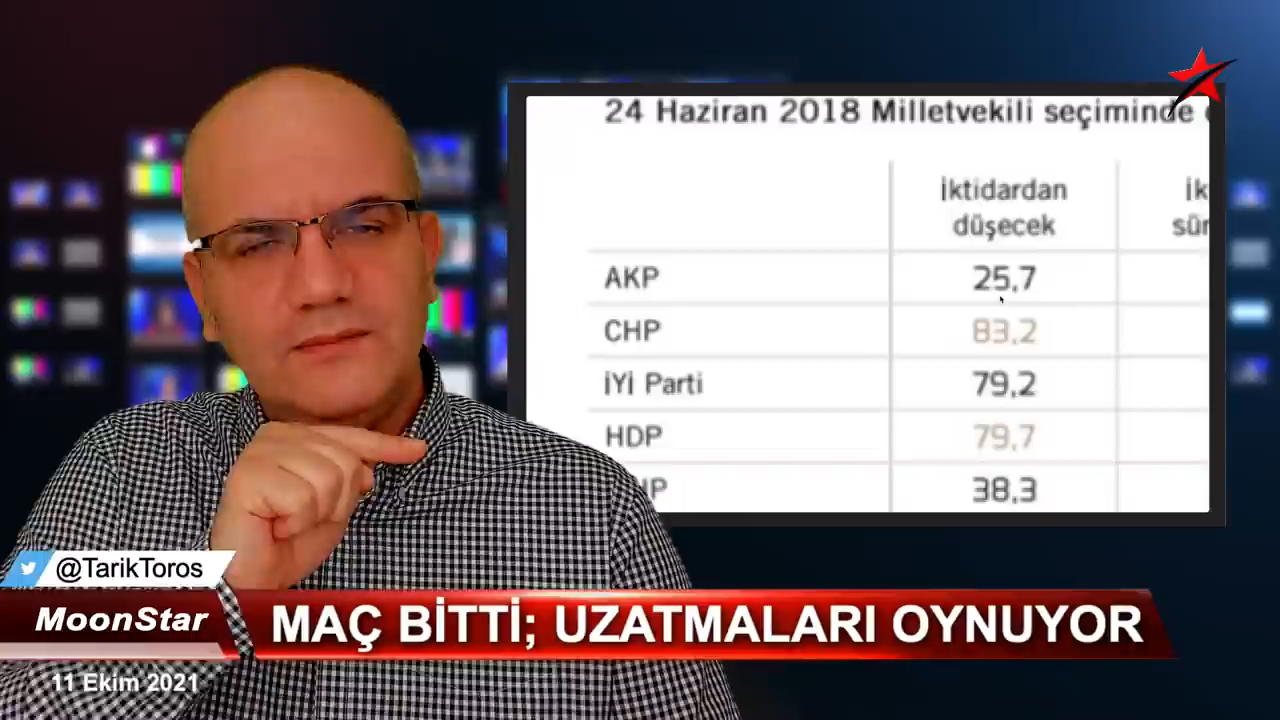 24 Haziran 2018 Milletvekili seçiminde
İktidardan
düşecek
AKP 25,7
CHP 83,2
İYİ Parti 79,2
HDP 79,7
38,3
@TarikToros
MoonStar
MAÇ BİTTİ; UZATMALARI OYNUYOR
11 Ekim 2021